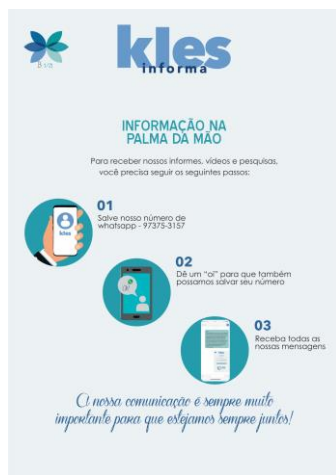 kles
informa
INFORMAÇÃO NA
PALMA DA MÃO
Para receber nossos informes, vídeos e pesquisas,
você precisa seguir os seguintes passos:
01
Salve nosso número de
whatsapp - 97375-3157
kles
02
Dê um "oi" para que também
possamos salvar seu número
03
Receba todas as
nossas mensagens
A nossa comunicação é sempre muito
importante para que estejamos sempre juntos!